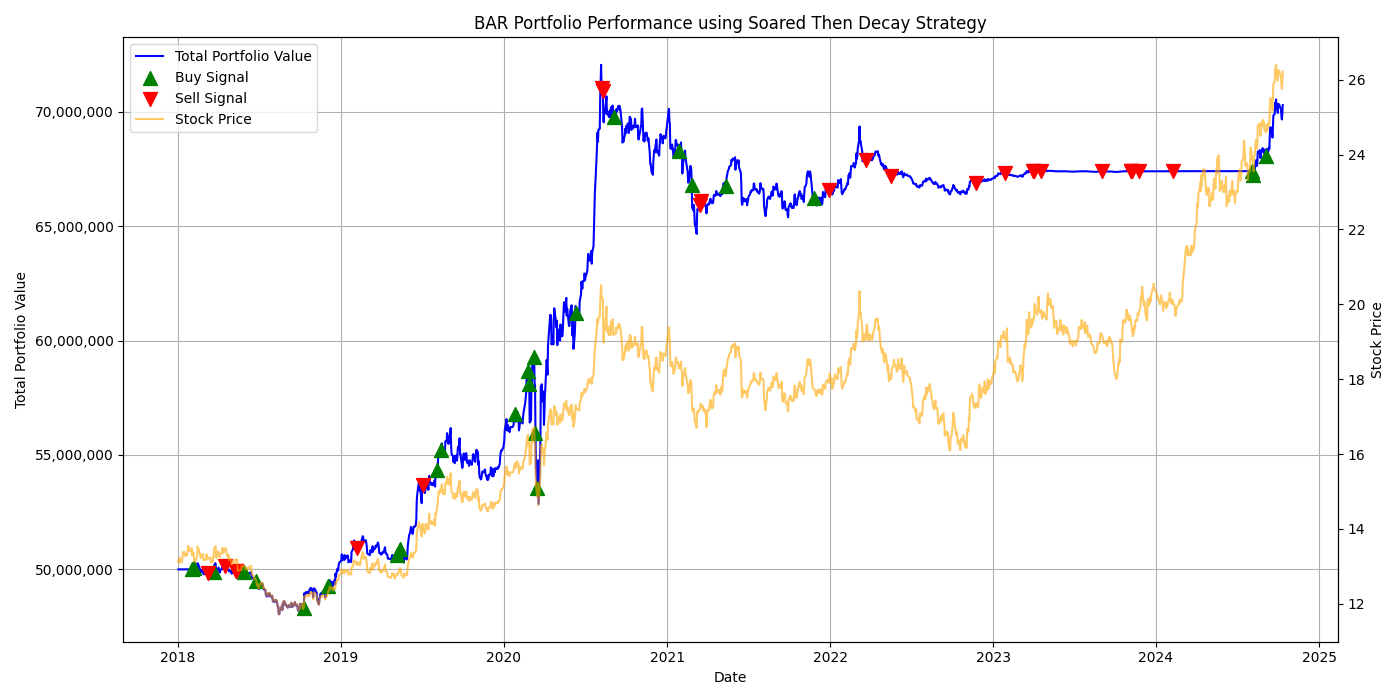 BAR Portfolio Performance using Soared Then Decay Strategy
Total Portfolio Value
Buy Signal
Sell Signal
Stock Price
70,000,000
65,000,000
60,000,000
55,000,000
50,000,000
Total Portfolio Value
26
24
22
20
18
16
14
12
Stock Price
2018
2019
2020
2021
2022
2023
2024
2025
Date